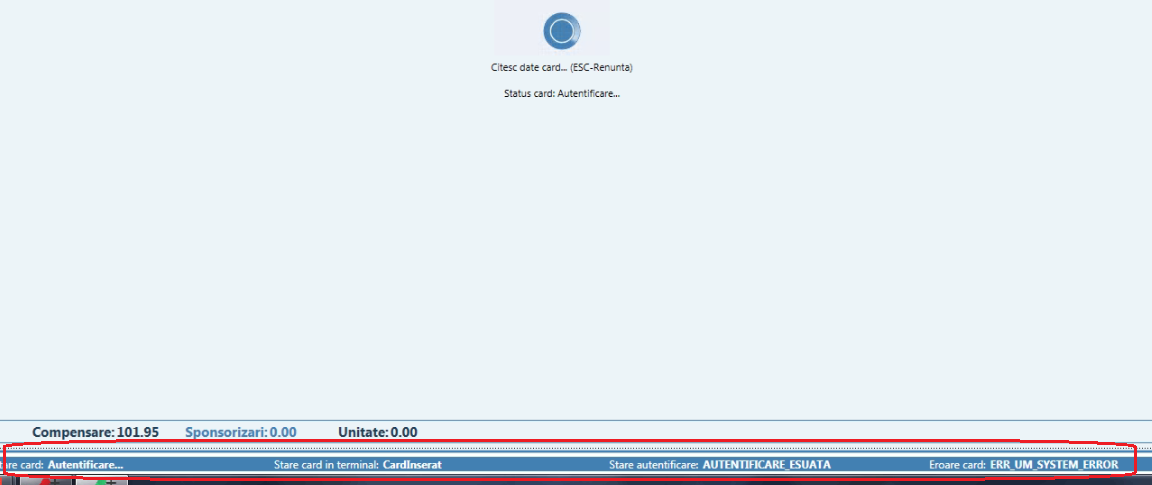 Citesc date card... (ESC-Renunta)
Status card: Autentificare...
Compensare: 101.95 Sponsorizari: 0.00 Unitate: 0.00
card: Autentificare... Stare card in terminal: CardInserat Stare autentificare: AUTENTIFICARE_ESUATA Eroare card: ERR_UM_SYSTEM_ERROR